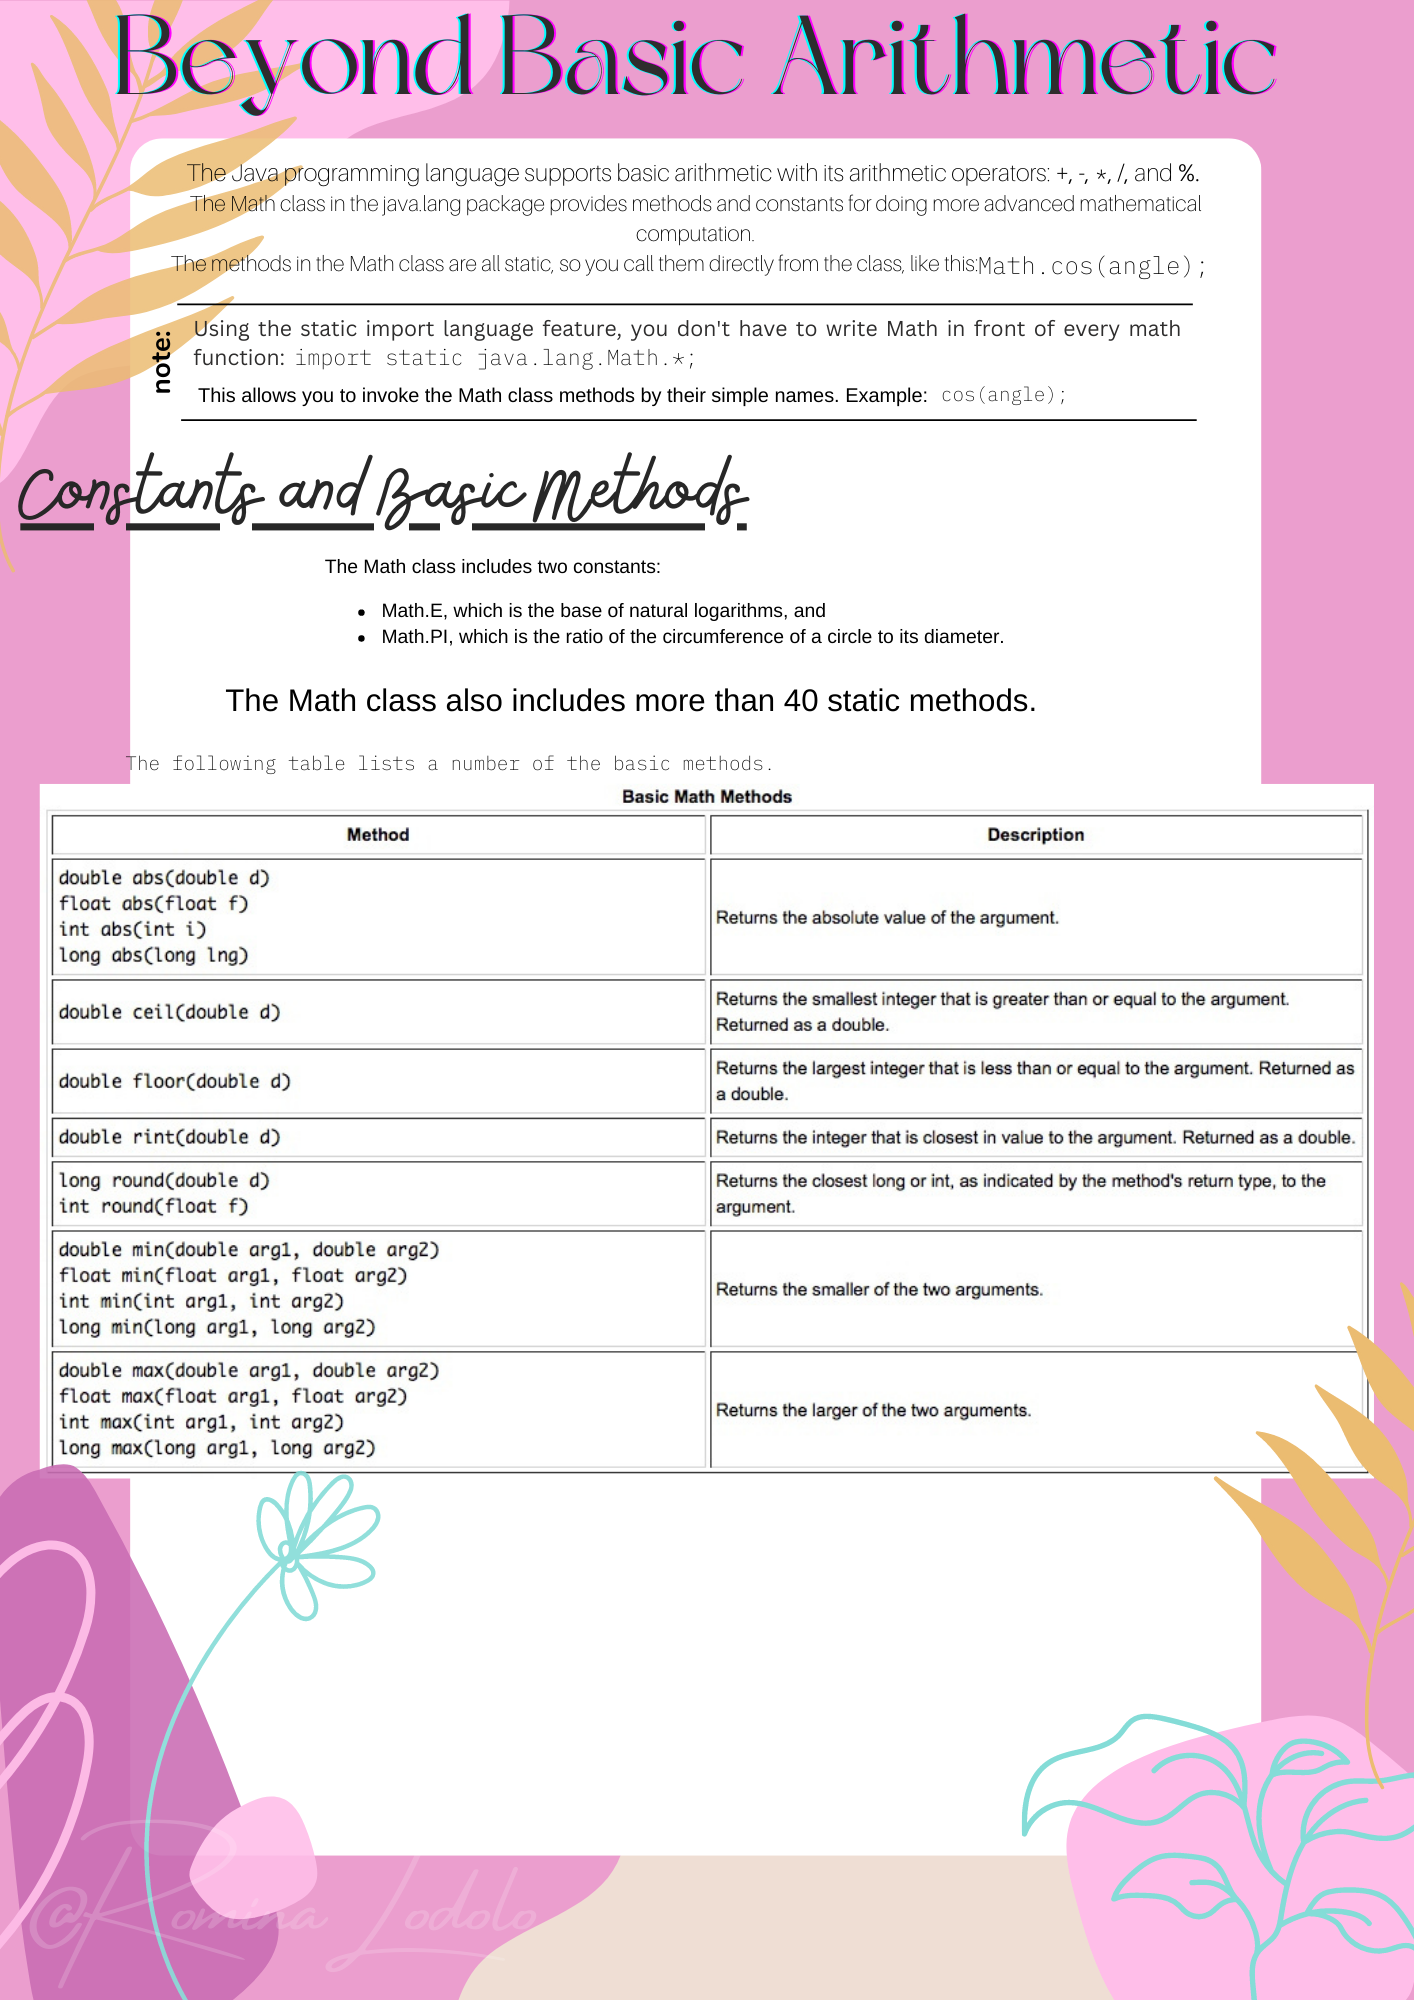 Beyond Basic Arithmetic
The Java programming language supports basic arithmetic with its arithmetic operators: +, -, *, /, and %.
The Math class in the java.lang package provides methods and constants for doing more advanced mathematical
computation.
The methods in the Math class are all static, so you call them directly from the class, like this:Math.cos(angle);
note:
Using the static import language feature, you don't have to write Math in front of every math
function: import static java.lang.Math.*;
This allows you to invoke the Math class methods by their simple names. Example: cos(angle);
Constants and Basic Methods
The Math class includes two constants:
• Math.E, which is the base of natural logarithms, and
• Math.PI, which is the ratio of the circumference of a circle to its diameter.
The Math class also includes more than 40 static methods.
The following table lists a number of the basic methods.
Basic Math Methods
Method Description
double abs(double d)
float abs(float f)
int abs(int i)
long abs(long lng)
Returns the absolute value of the argument.
double ceil(double d)
Returns the smallest integer that is greater than or equal to the argument.
Returned as a double.
double floor(double d)
Returns the largest integer that is less than or equal to the argument. Returned as
a double.
double rint(double d)
Returns the integer that is closest in value to the argument. Returned as a double.
long round(double d)
int round(float f)
Returns the closest long or int, as indicated by the method's return type, to the
argument.
double min(double arg1, double arg2)
float min(float arg1, float arg2)
int min(int arg1, int arg2)
long min(long arg1, long arg2)
Returns the smaller of the two arguments.
double max(double arg1, double arg2)
float max(float arg1, float arg2)
int max(int arg1, int arg2)
long max(long arg1, long arg2)
Returns the larger of the two arguments.
@Romina Lodolo